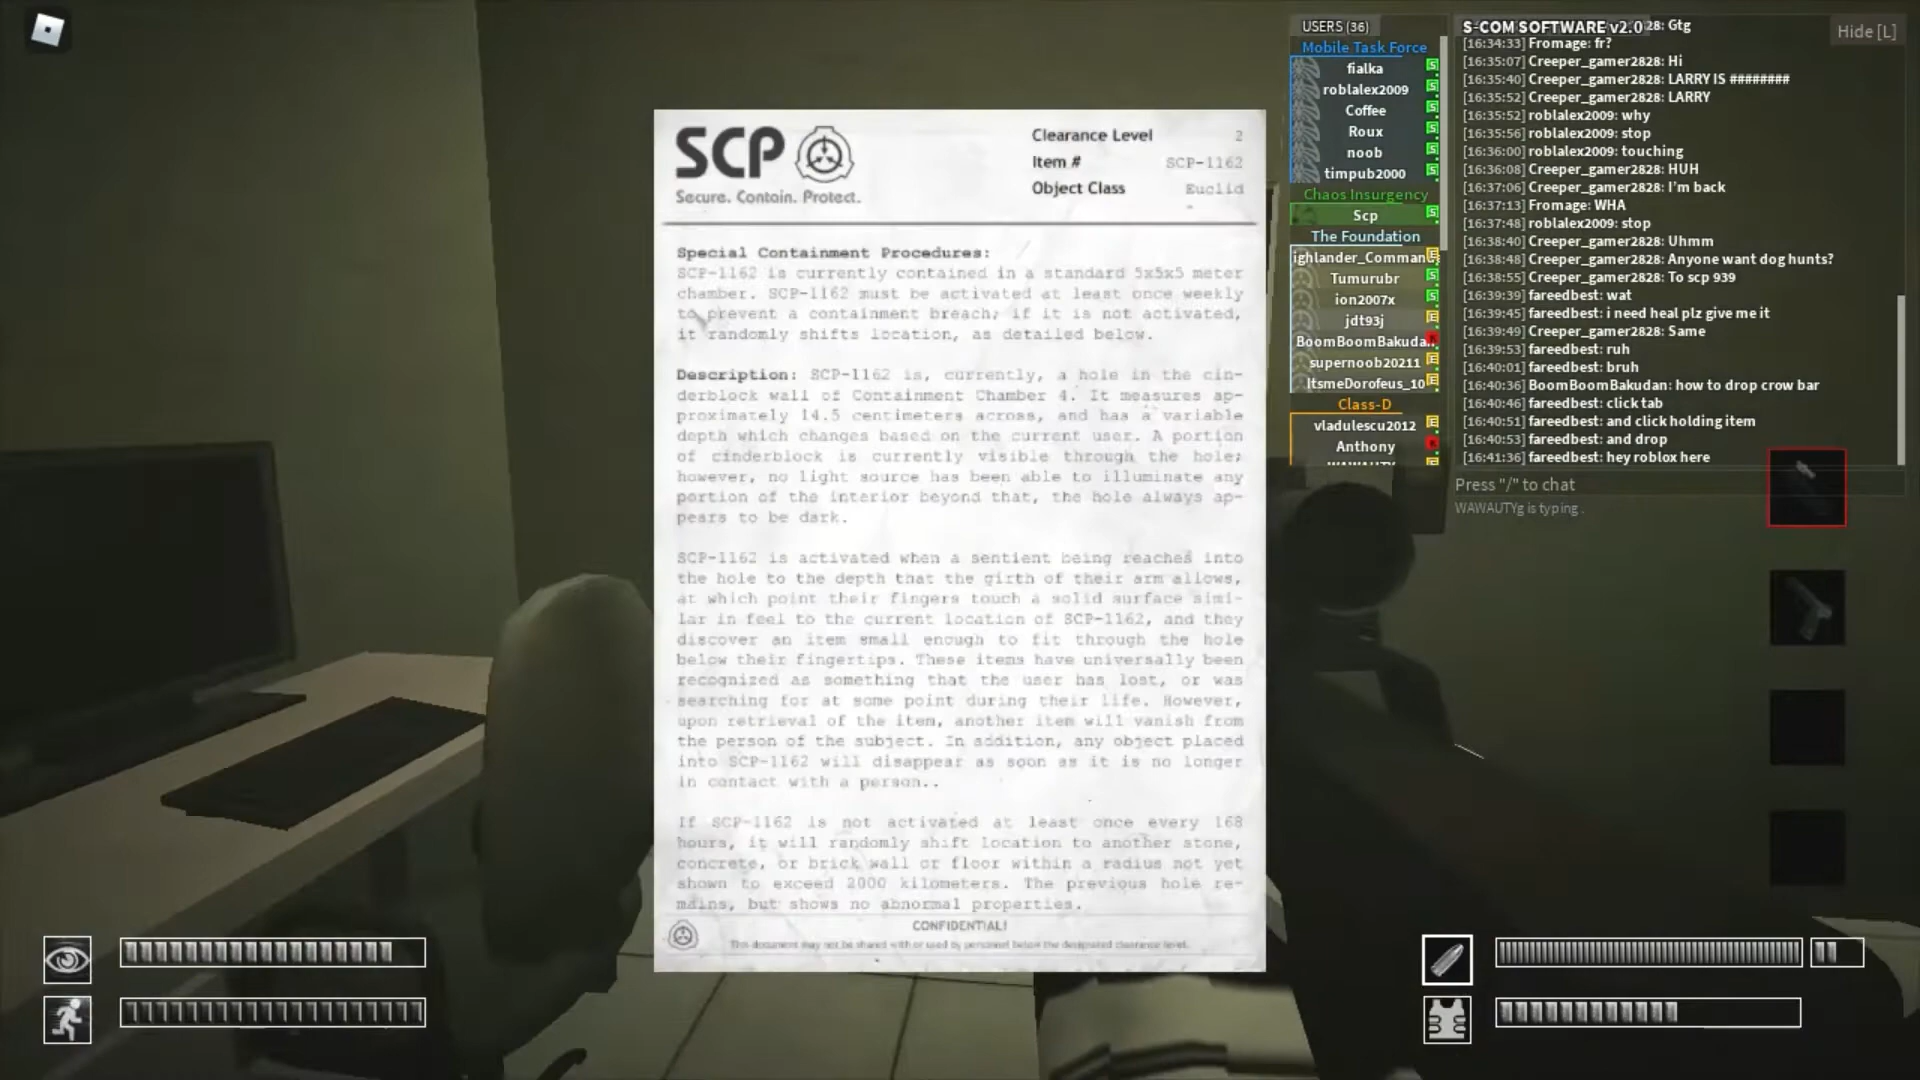 SCP
Secure. Contain. Protect.
Clearance Level 2
Item # SCP-1162
Object Class Euclid
Special Containment Procedures:
SCP-1162 is currently contained in a standard 5x5x5 meter
chamber. SCP-1162 must be activated at least once weekly
to prevent a containment breach; if it is not activated,
it randomly shifts location, as detailed below.
Description: SCP-1162 is, currently, a hole in the cin-
derblock wall of Containment Chamber 4. It measures ap-
proximately 14.5 centimeters across, and has a variable
depth which changes based on the current user. A portion
of cinderblock is currently visible through the hole;
however, no light source has been able to illuminate any
portion of the interior beyond that, the hole always ap-
pears to be dark.
SCP-1162 is activated when a sentient being reaches into
the hole to the depth that the girth of their arm allows,
at which point their fingers touch a solid surface simi-
lar in feel to the current location of SCP-1162, and they
discover an item small enough to fit through the hole
below their fingertips. These items have universally been
recognized as something that the user has lost, or was
searching for at some point during their life. However,
upon retrieval of the item, another item will vanish from
the person of the subject. In addition, any object placed
into SCP-1162 will disappear as soon as it is no longer
in contact with a person..
If SCP-1162 is not activated at least once every 168
hours, it will randomly shift location to another stone,
concrete, or brick wall or floor within a radius not yet
shown to exceed 2000 kilometers. The previous hole re-
mains, but shows no abnormal properties.
CONFIDENTIAL!
This document may not be shared with or used by personnel below the designated clearance level.
USERS (36)
Mobile Task Force
fialka
roblalex2009
Coffee
Roux
noob
timpub2000
Chaos Insurgency
Scp
The Foundation
ighlander_Comman
Tumurubr
ion2007x
jdt93j
BoomBoomBakuda
supernoob20211
ItsmeDorofeus_10
Class-D
vladulescu2012
Anthony
S-COM SOFTWARE v2.0 28: Gtg
Hide [L]
[16:34:33] Fromage: fr?
[16:35:07] Creeper_gamer2828: Hi
[16:35:40] Creeper_gamer2828: LARRY IS ########
[16:35:52] Creeper_gamer2828: LARRY
[16:35:52] roblalex2009: why
[16:35:56] roblalex2009: stop
[16:36:00] roblalex2009: touching
[16:36:08] Creeper_gamer2828: HUH
[16:37:06] Creeper_gamer2828: I'm back
[16:37:13] Fromage: WHA
[16:37:48] roblalex2009: stop
[16:38:40] Creeper_gamer2828: Uhmm
[16:38:48] Creeper_gamer2828: Anyone want dog hunts?
[16:38:55] Creeper_gamer2828: To scp 939
[16:39:39] fareedbest: wat
[16:39:45] fareedbest: i need heal plz give me it
[16:39:49] Creeper_gamer2828: Same
[16:39:53] fareedbest: ruh
[16:40:01] fareedbest: bruh
[16:40:36] BoomBoomBakudan: how to drop crow bar
[16:40:46] fareedbest: click tab
[16:40:51] fareedbest: and click holding item
[16:40:53] fareedbest: and drop
[16:41:36] fareedbest: hey roblox here
Press "/" to chat
WAWAUTYg is typing .